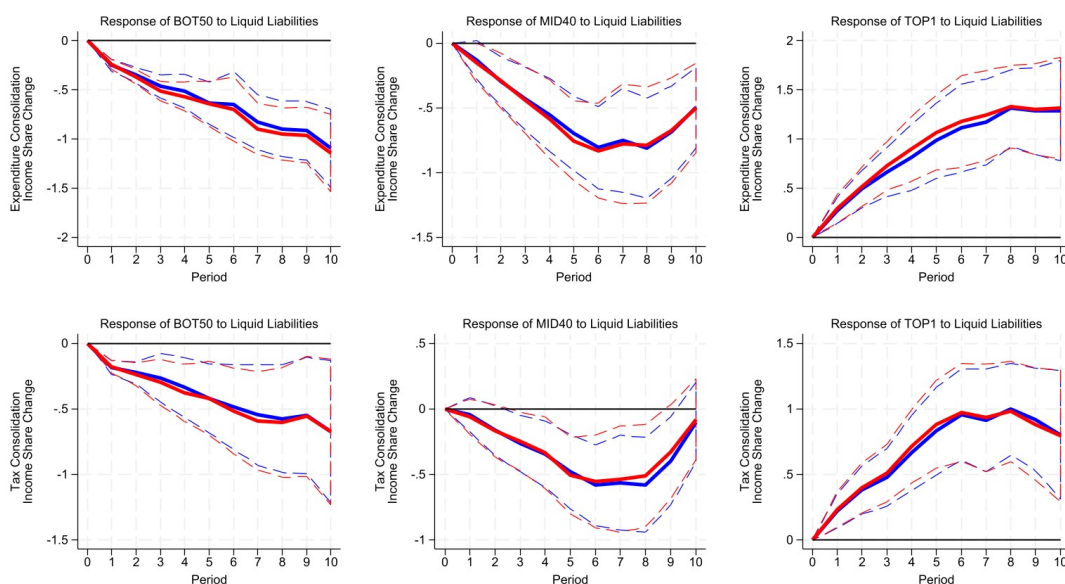 Response of BOT50 to Liquid Liabilities
Expenditure Consolidation
Income Share Change
0
-.5
-1
-1.5
-2
0 1 2 3 4 5 6 7 8 9 10
Period
Response of MID40 to Liquid Liabilities
Expenditure Consolidation
Income Share Change
0
-.5
-1
-1.5
0 1 2 3 4 5 6 7 8 9 10
Period
Response of TOP1 to Liquid Liabilities
Expenditure Consolidation
Income Share Change
2
1.5
1
.5
0
0 1 2 3 4 5 6 7 8 9 10
Period
Response of BOT50 to Liquid Liabilities
Tax Consolidation
Income Share Change
0
-.5
-1
-1.5
0 1 2 3 4 5 6 7 8 9 10
Period
Response of MID40 to Liquid Liabilities
Tax Consolidation
Income Share Change
.5
0
-.5
-1
0 1 2 3 4 5 6 7 8 9 10
Period
Response of TOP1 to Liquid Liabilities
Tax Consolidation
Income Share Change
1.5
1
.5
0
0 1 2 3 4 5 6 7 8 9 10
Period